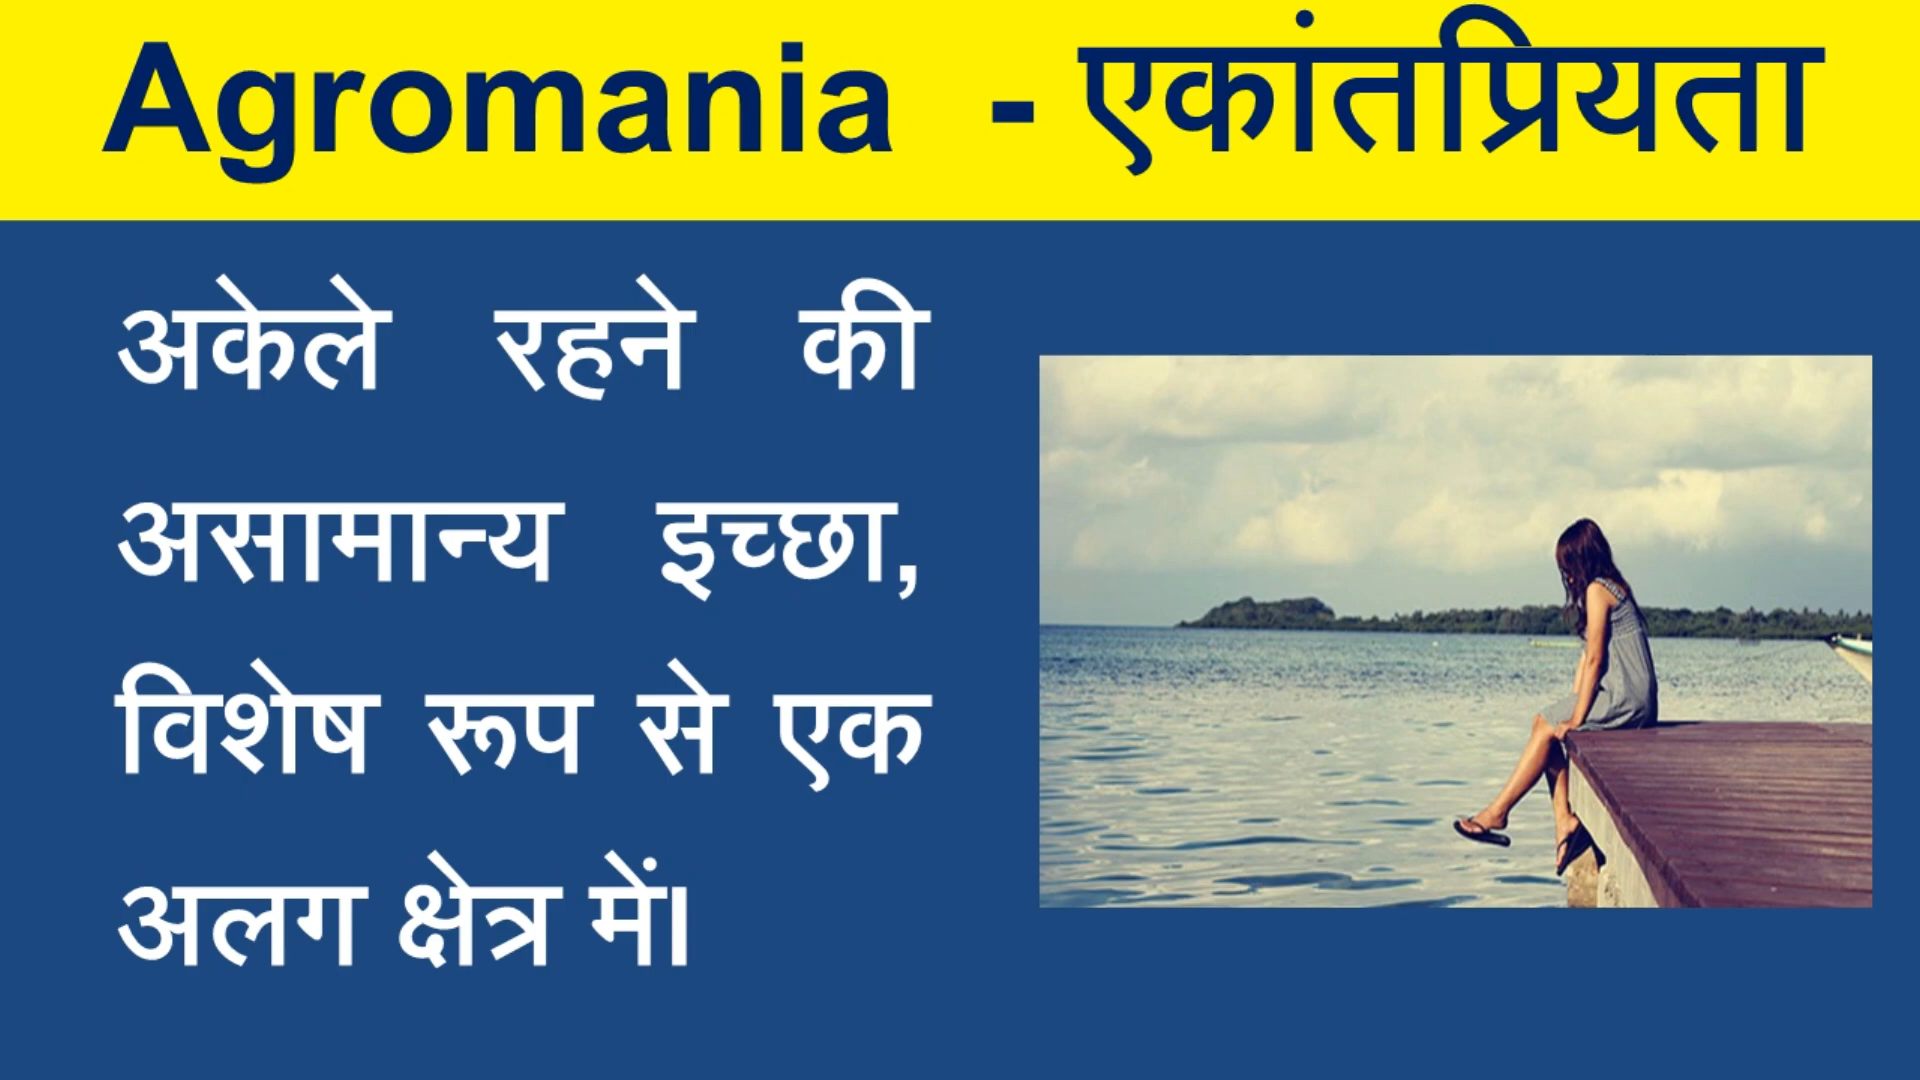 Agromania - एकांतप्रियता
अकेले रहने की
असामान्य इच्छा,
विशेष रूप से एक
अलग क्षेत्र में।